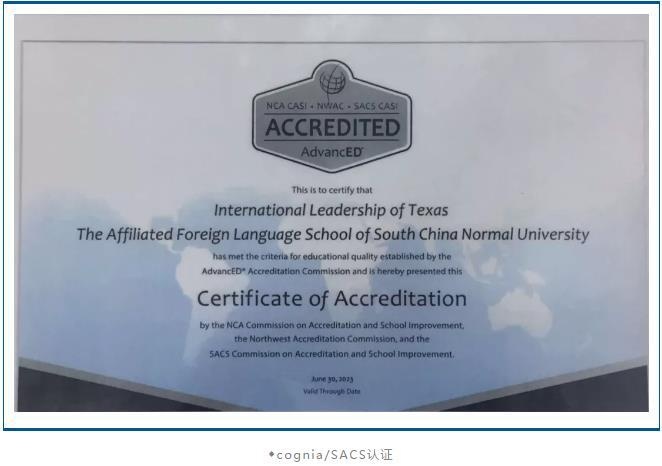 NCA CASI • NWAC • SACS CASI
ACCREDITED
AdvancED
This is to certify that
International Leadership of Texas
The Affiliated Foreign Language School of South China Normal University
has met the criteria for educational quality established by the
AdvancED® Accreditation Commission and is hereby presented this
Certificate of Accreditation
by the NCA Commission on Accreditation and School Improvement,
the Northwest Accreditation Commission, and the
SACS Commission on Accreditation and School Improvement.
June 30, 2023
Valid Through Date
◆cognia/SACS认证